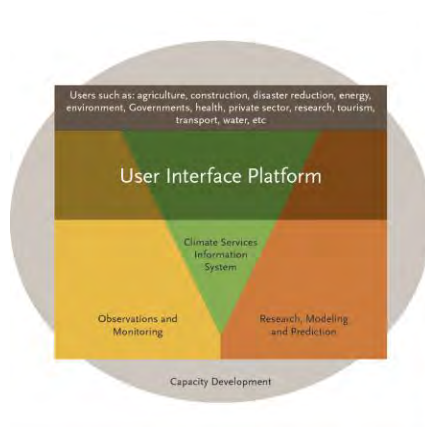 Users such as: agriculture, construction, disaster reduction, energy,
environment, Governments, health, private sector, research, tourism,
transport, water, etc
User Interface Platform
Climate Services
Information
System
Observations and
Monitoring
Research, Modeling
and Prediction
Capacity Development